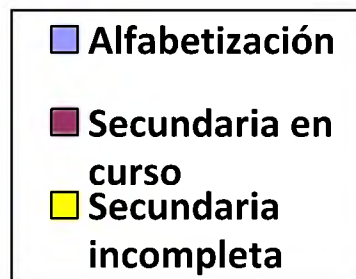 Alfabetización
Secundaria en
curso
Secundaria
incompleta